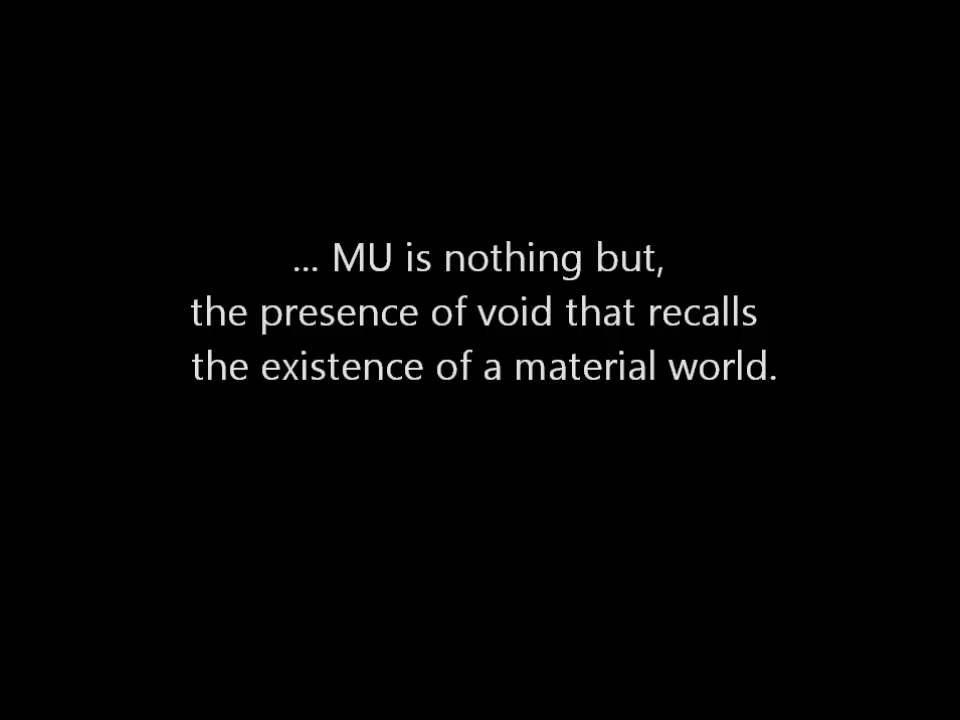 ... MU is nothing but,
the presence of void that recalls
the existence of a material world.